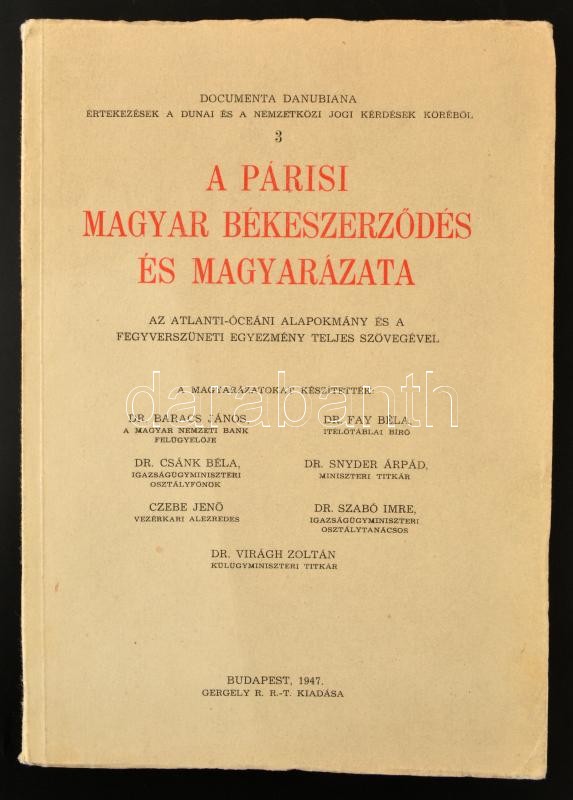 DOCUMENTA DANUBIANA
ÉRTEKEZÉSEK A DUNAI ÉS A NEMZETKÖZI JOGI KÉRDÉSEK KÖRÉBŐL
3
A PÁRISI
MAGYAR BÉKESZERZŐDÉS
ÉS MAGYARÁZATA
AZ ATLANTI-ÓCEÁNI ALAPOKMÁNY ÉS A
FEGYVERSZÜNETI EGYEZMÉNY TELJES SZÖVEGÉVEL
A MAGYARÁZATOKAT KÉSZÍTETTÉK:
DR. BARACS JÁNOS,
A MAGYAR NEMZETI BANK
FELÜGYELŐJE
DR. FAY BÉLA,
ITÉLŐTÁBLAI BÍRÓ
DR. CSÁNK BÉLA,
IGAZSÁGÜGYMINISZTERI
OSZTÁLYFŐNÖK
DR. SNYDER ÁRPÁD,
MINISZTERI TITKÁR
CZEBE JENŐ
VEZÉRKARI ALEZREDES
DR. SZABÓ IMRE,
IGAZSÁGÜGYMINISZTERI
OSZTÁLYTANÁCSOS
DR. VIRÁGH ZOLTÁN
KÜLÜGYMINISZTERI TITKÁR
BUDAPEST, 1947.
GERGELY R. R.-T. KIADÁSA
darabanth